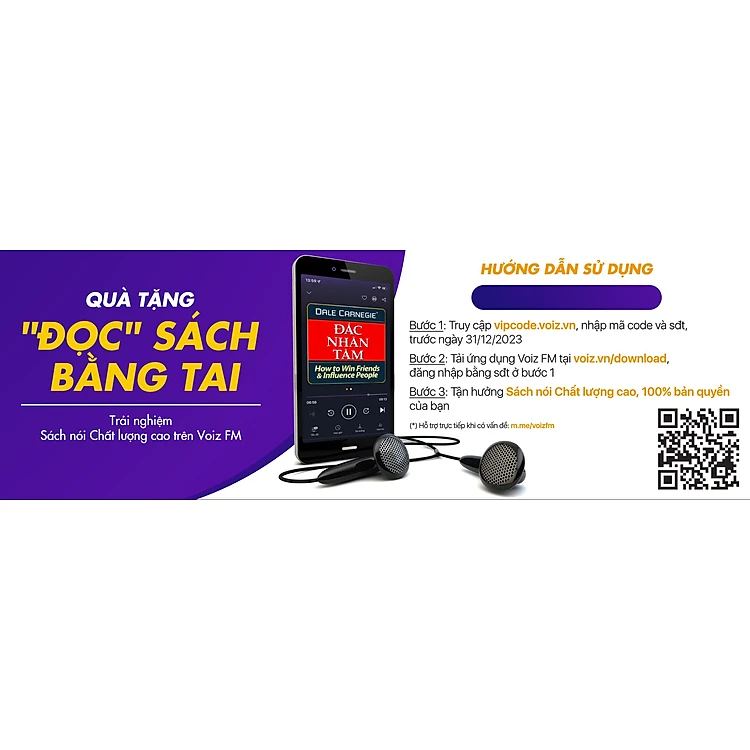 QUÀ TẶNG
"ĐỌC" SÁCH
BẰNG TAI
Trải nghiệm
Sách nói Chất lượng cao trên Voiz FM
DALE CARNEGIE
ĐẮC
NHÂN
TÂM
How to Win Friends
& Influence People
HƯỚNG DẪN SỬ DỤNG
Bước 1: Truy cập vipcode.voiz.vn, nhập mã code và sđt,
trước ngày 31/12/2023
Bước 2: Tải ứng dụng Voiz FM tại voiz.vn/download,
đăng nhập bằng sđt ở bước 1
Bước 3: Tận hưởng Sách nói Chất lượng cao, 100% bản quyền
của bạn
(*) Hỗ trợ trực tiếp khi có vấn đề: m.me/voizfm